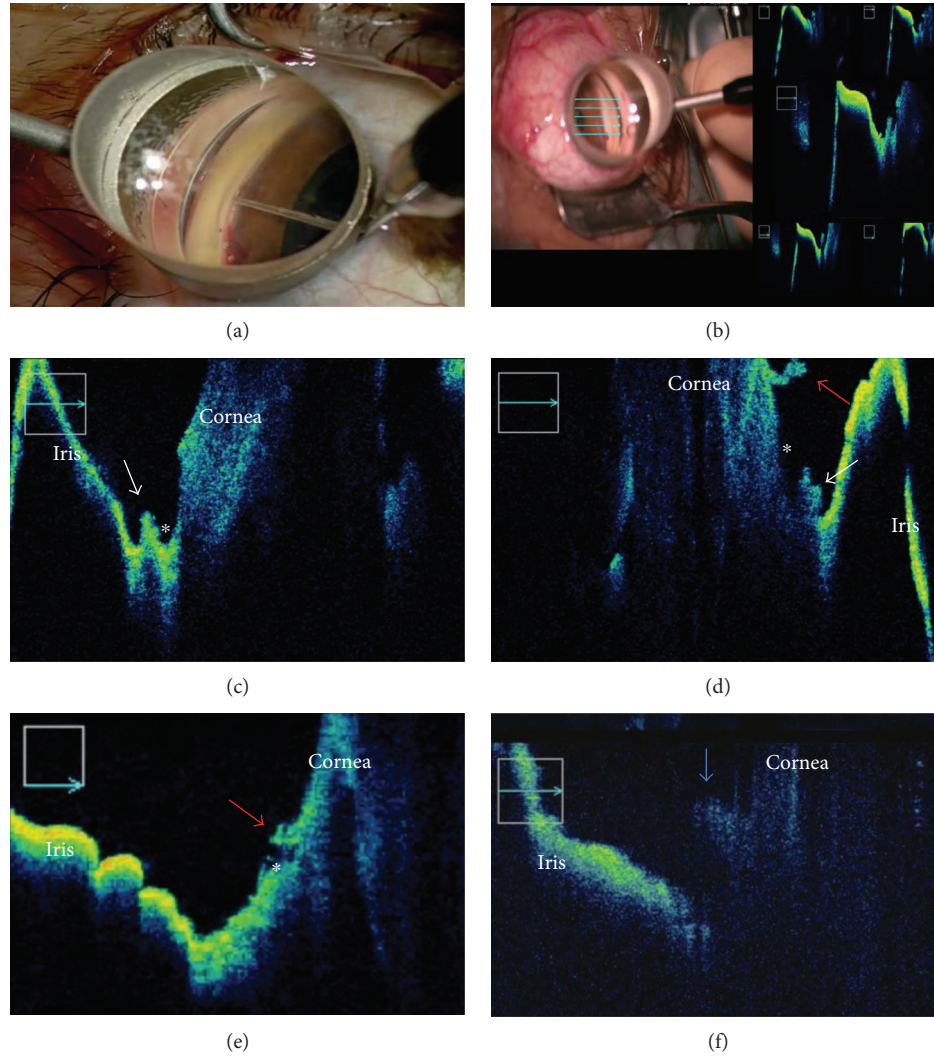 (a)
(b)
Cornea
Iris
*
(c)
Cornea
*
Iris
(d)
Cornea
Iris
*
(e)
Cornea
Iris
(f)